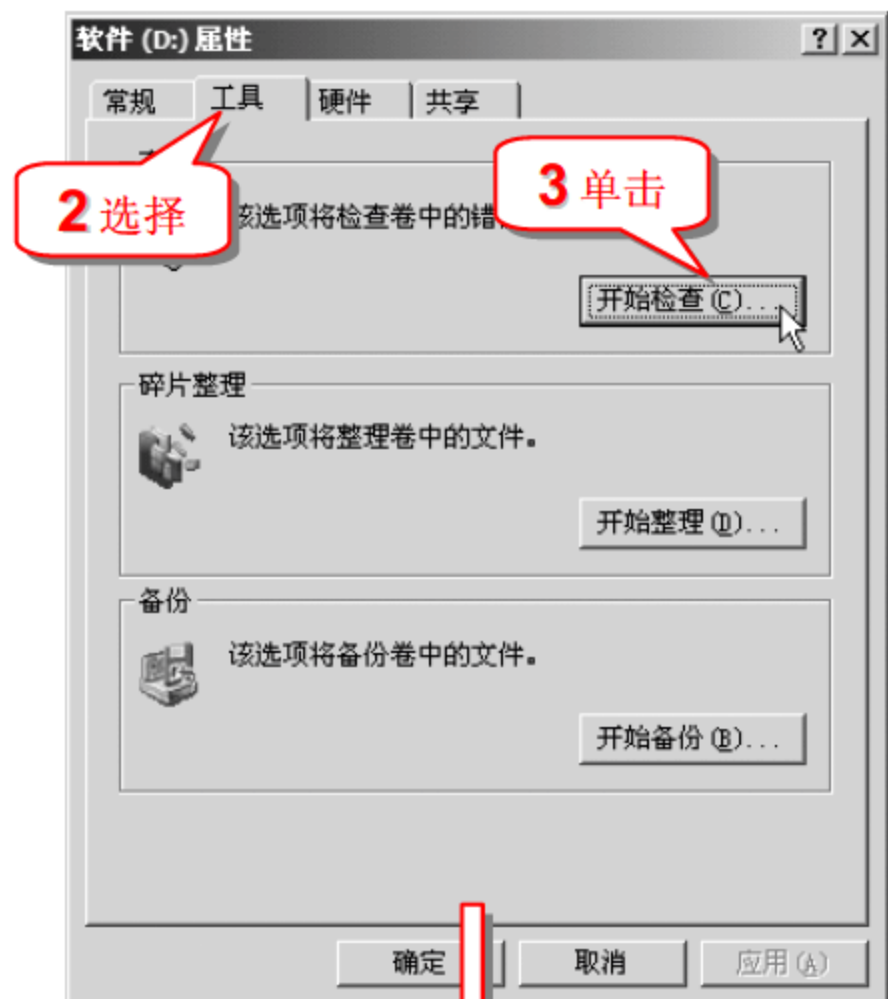 软件 (D:) 属性
常规 工具 硬件 共享
2 选择
3 单击
该选项将检查卷中的错
开始检查(C)...
碎片整理
该选项将整理卷中的文件。
开始整理(D)...
备份
该选项将备份卷中的文件。
开始备份(B)...
确定 取消 应用(A)